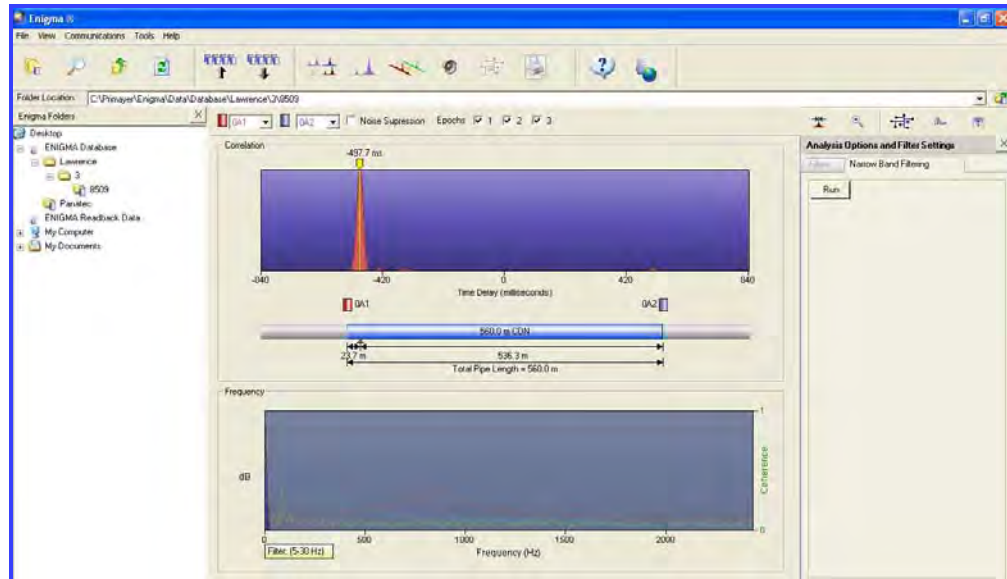 Enigma ®
File View Communications Tools Help
Folder Location: C:\Primayer\Enigma\Data\Database\Lawrence\3\8509
Enigma Folders
0A1 0A2 Noise Supression Epochs 1 2 3
Desktop
ENIGMA Database
Lawrence
3
8509
Panatec
ENIGMA Readback Data
My Computer
My Documents
Correlation
-497.7 ms
-840 -420 0 420 840
Time Delay (milliseconds)
0A1 0A2
560.0 m CDN
23.7 m 536.3 m
Total Pipe Length = 560.0 m
Frequency
dB
1
Coherence
0
0 500 1000 1500 2000
Filter: (5-30 Hz)
Frequency (Hz)
Analysis Options and Filter Settings
Narrow Band Filtering
Run